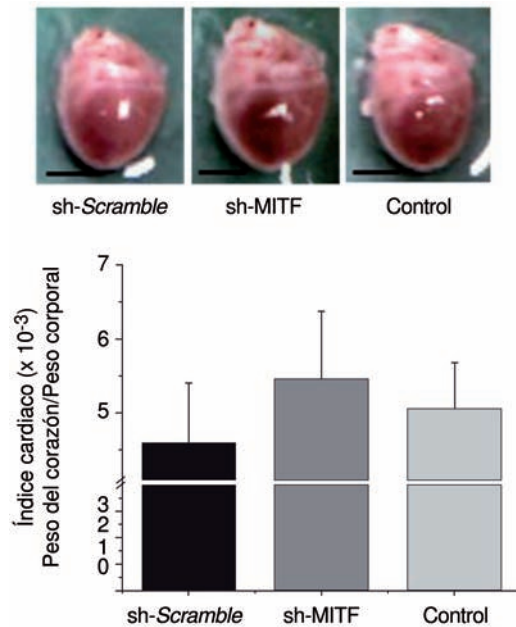 sh-Scramble sh-MITF Control
Índice cardiaco (x 10-3)
Peso del corazón/Peso corporal
7
6
5
3
2
1
0
sh-Scramble sh-MITF Control